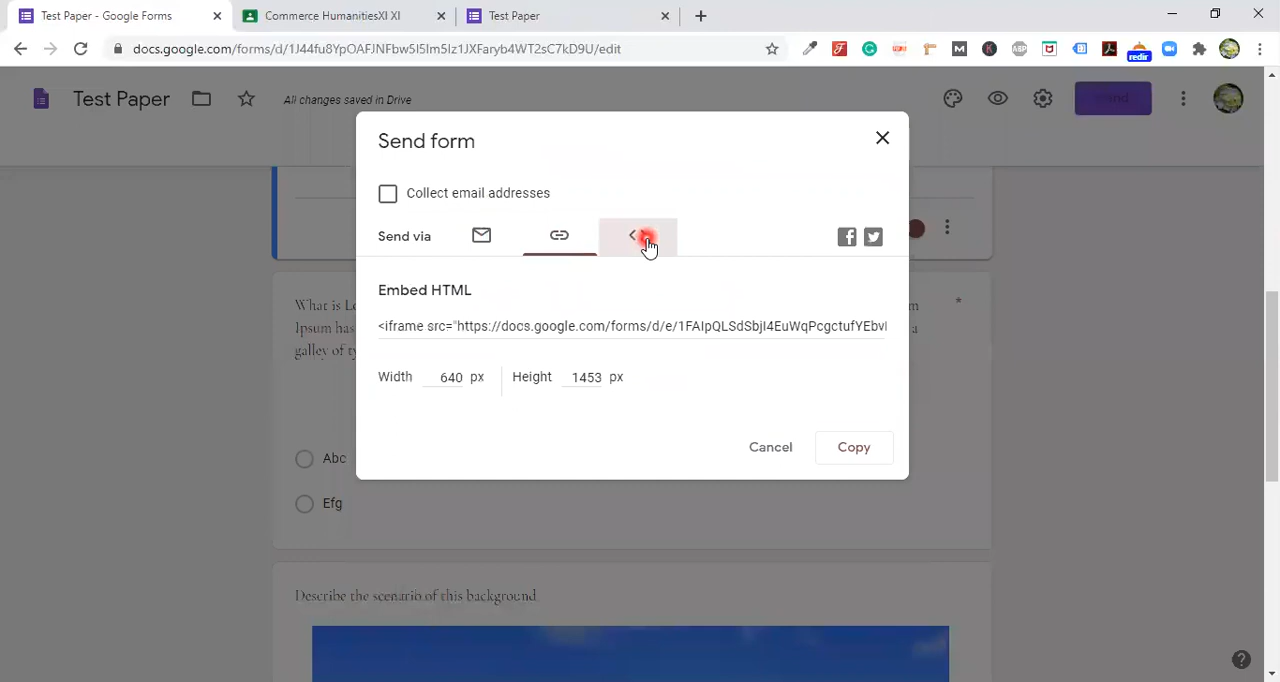 Test Paper - Google Forms
Commerce HumanitiesXI XI
Test Paper
docs.google.com/forms/d/1J44fu8YpOAFJNFbw5I5Im5Iz1JXFaryb4WT2sC7kD9U/edit
redir
Test Paper
All changes saved in Drive
Send form
Collect email addresses
Send via
Embed HTML
<iframe src="https://docs.google.com/forms/d/e/1FAIpQLSdSbjI4EuWqPcgctufYEbvI
Width 640 px
Height 1453 px
Cancel
Copy
What is
Ipsum has
galley of
*
a
Abc
Efg
Describe the scenario of this background.